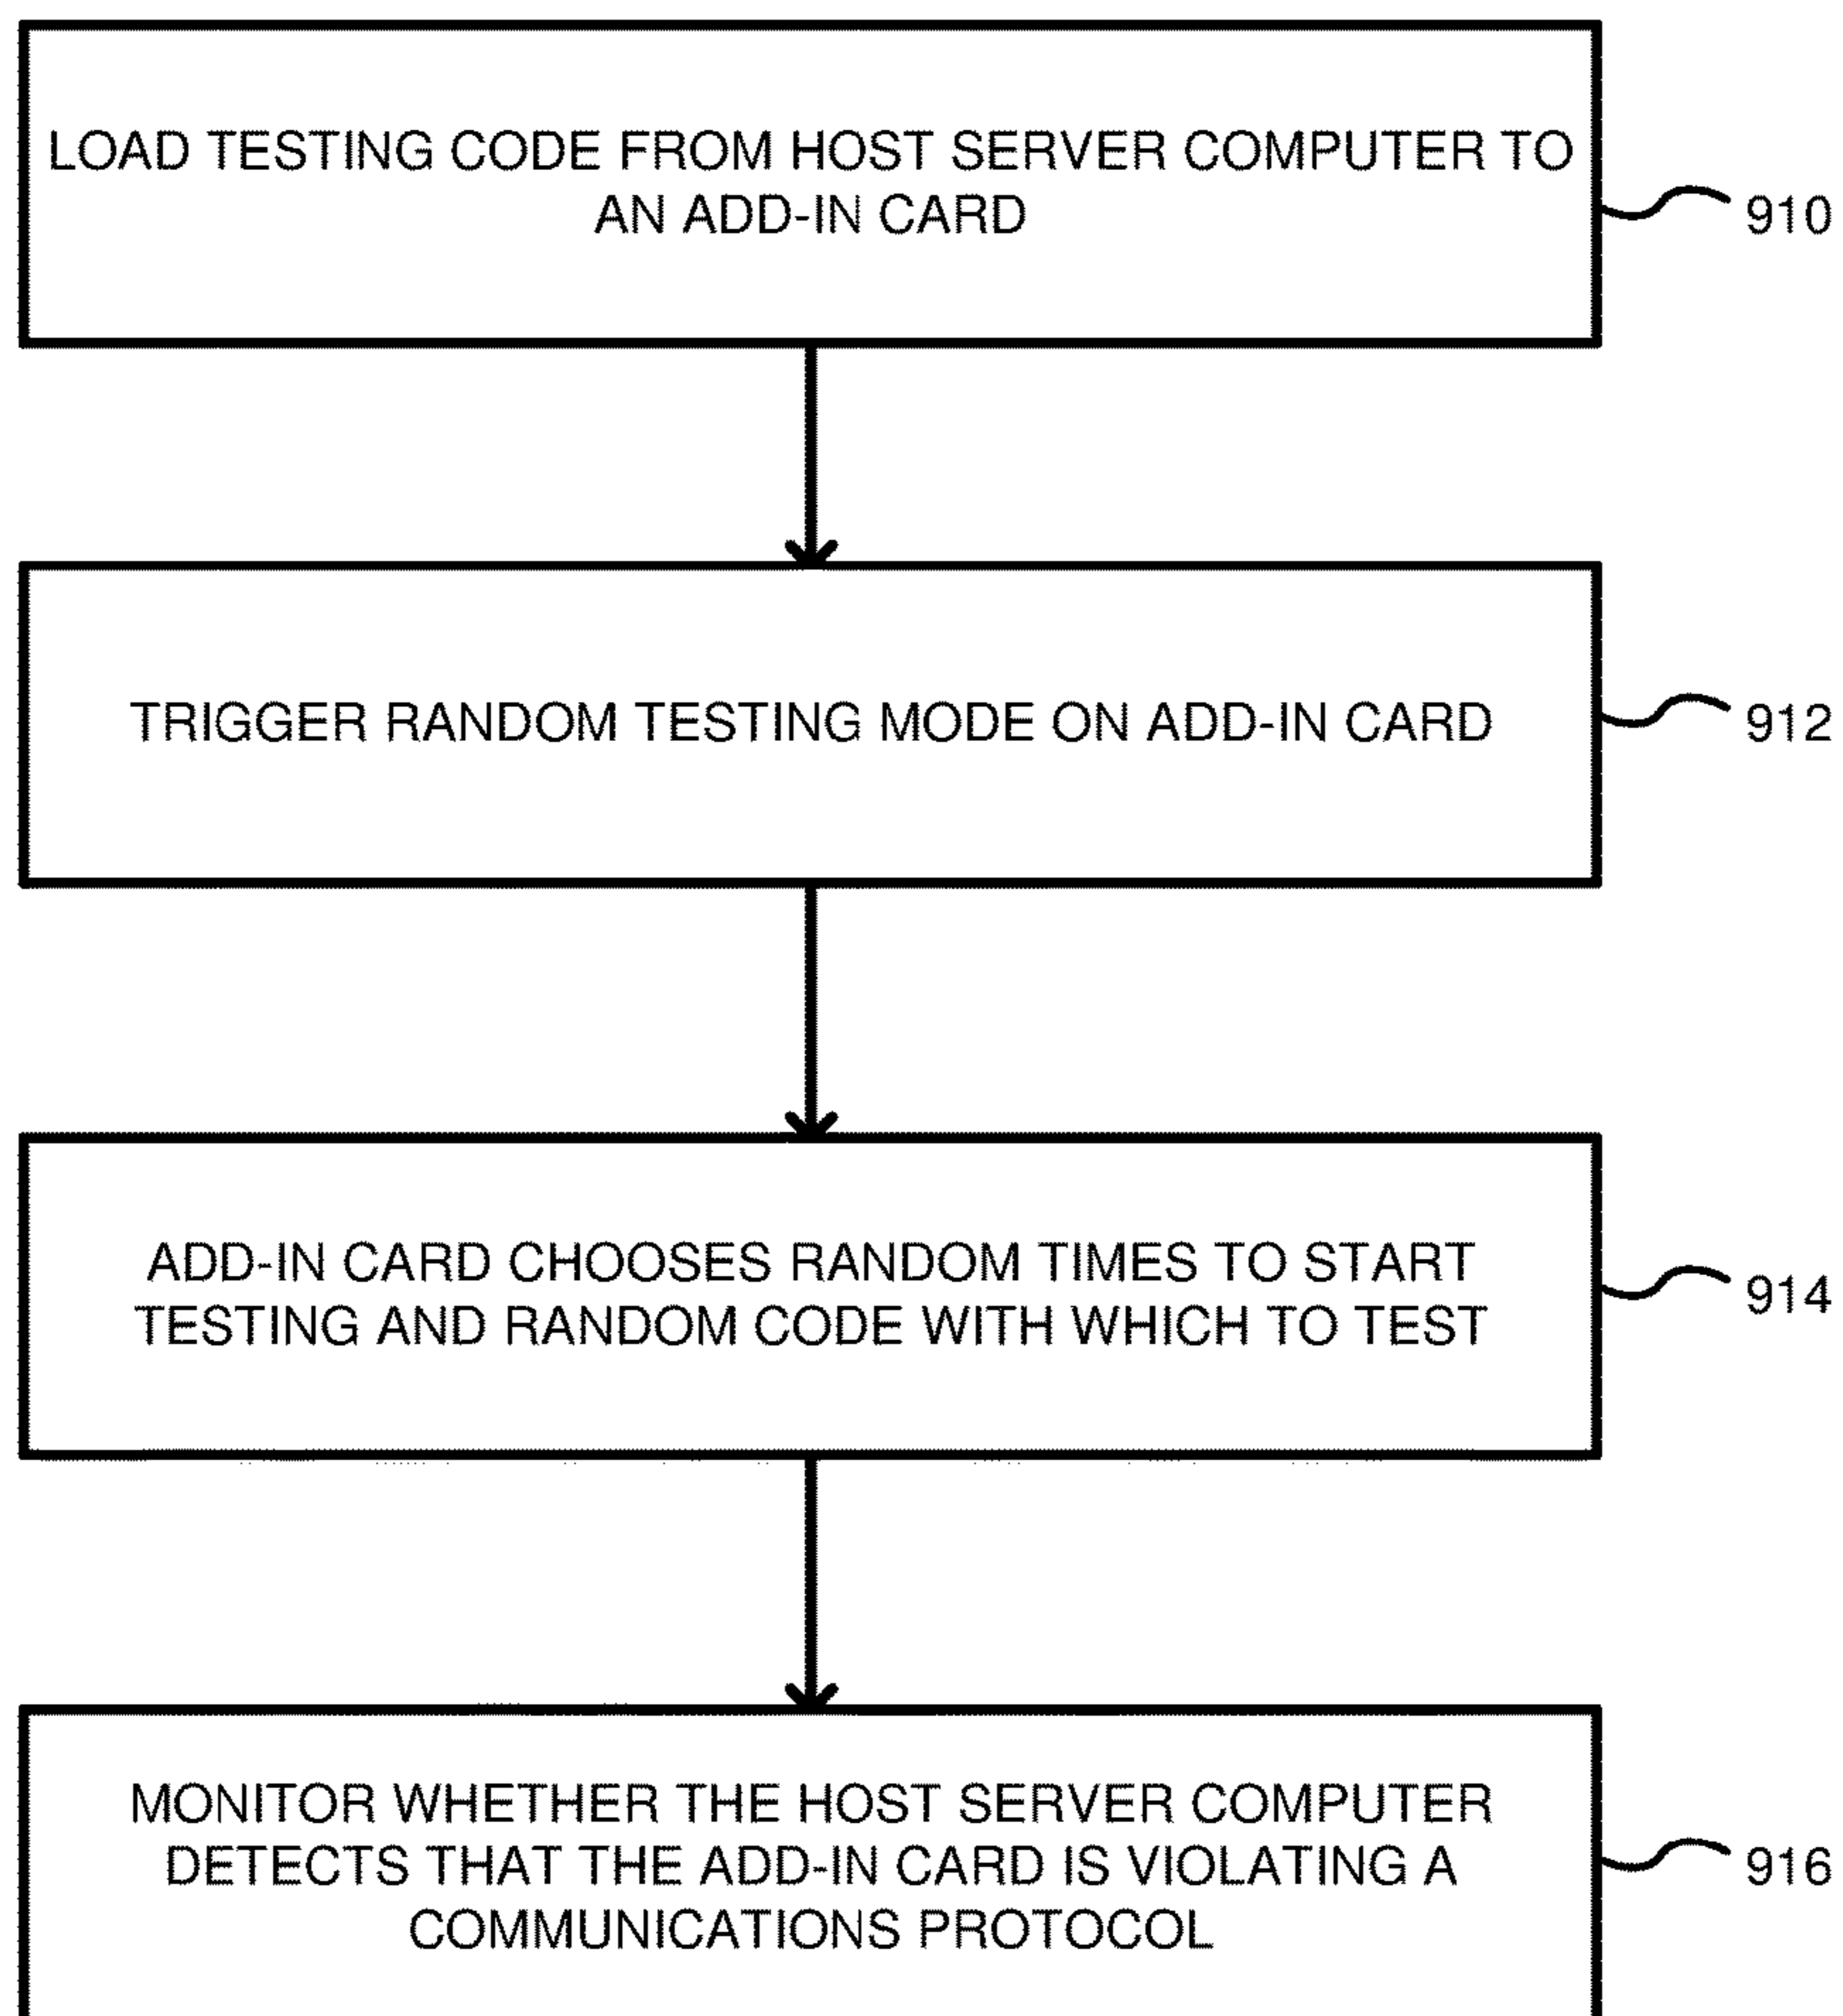 LOAD TESTING CODE FROM HOST SERVER COMPUTER TO
AN ADD-IN CARD
910
TRIGGER RANDOM TESTING MODE ON ADD-IN CARD
912
ADD-IN CARD CHOOSES RANDOM TIMES TO START
TESTING AND RANDOM CODE WITH WHICH TO TEST
914
MONITOR WHETHER THE HOST SERVER COMPUTER
DETECTS THAT THE ADD-IN CARD IS VIOLATING A
COMMUNICATIONS PROTOCOL
916